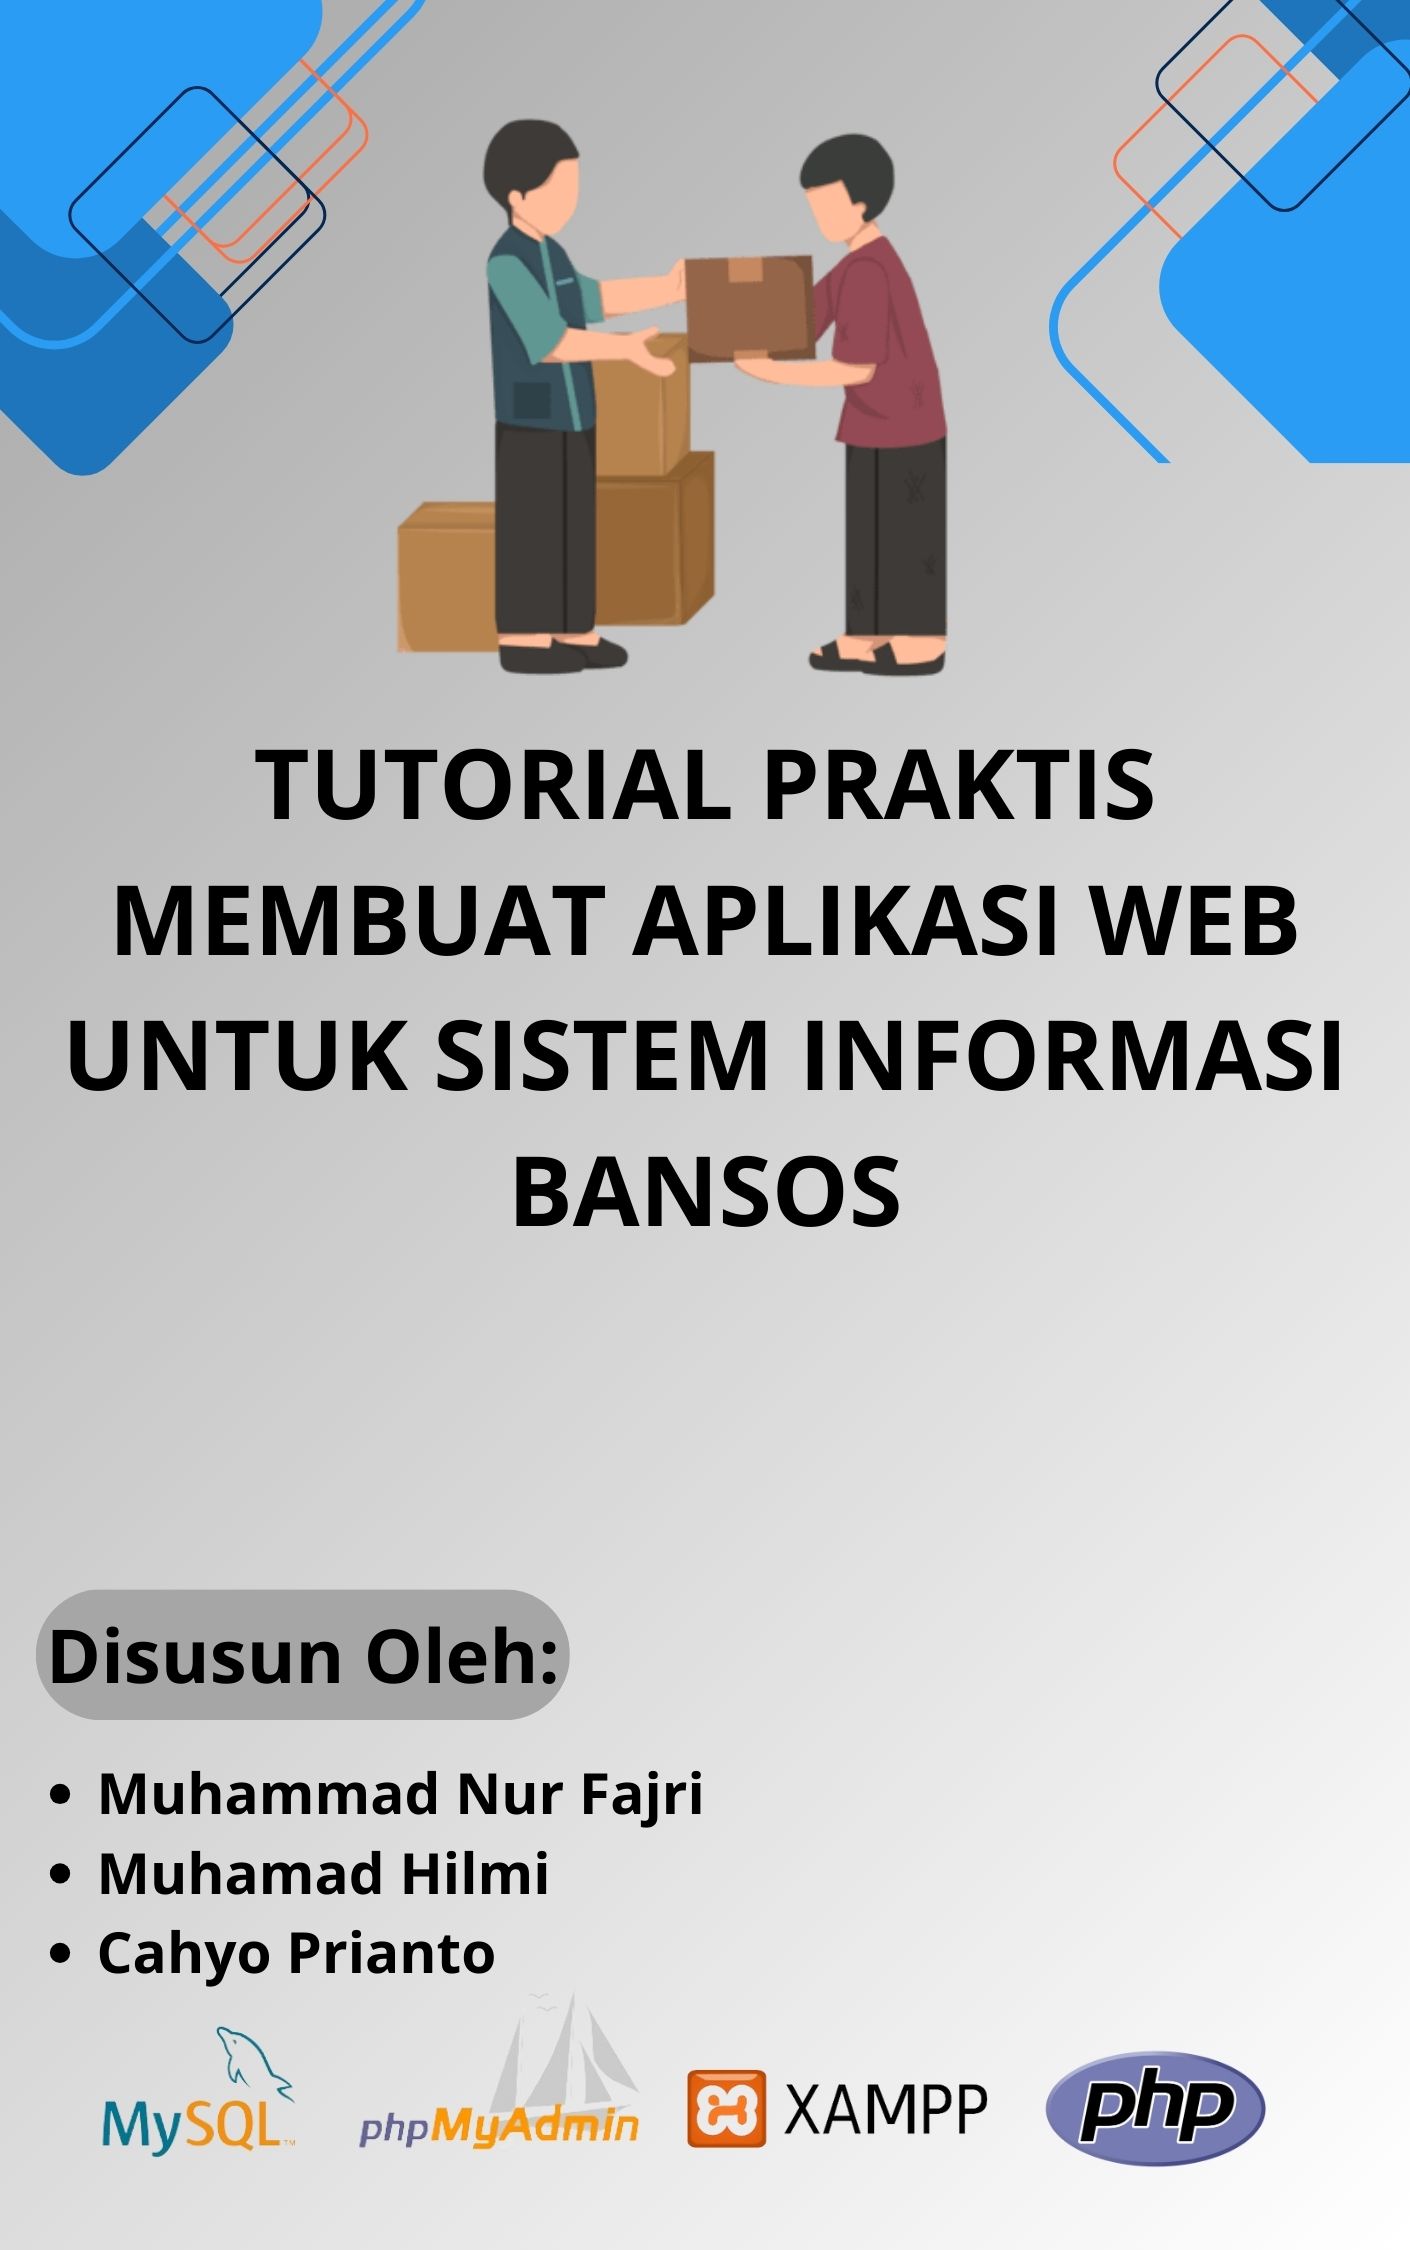 TUTORIAL PRAKTIS
MEMBUAT APLIKASI WEB
UNTUK SISTEM INFORMASI
BANSOS
Disusun Oleh:
• Muhammad Nur Fajri
• Muhamad Hilmi
• Cahyo Prianto
MySQL™ phpMyAdmin XAMPP php